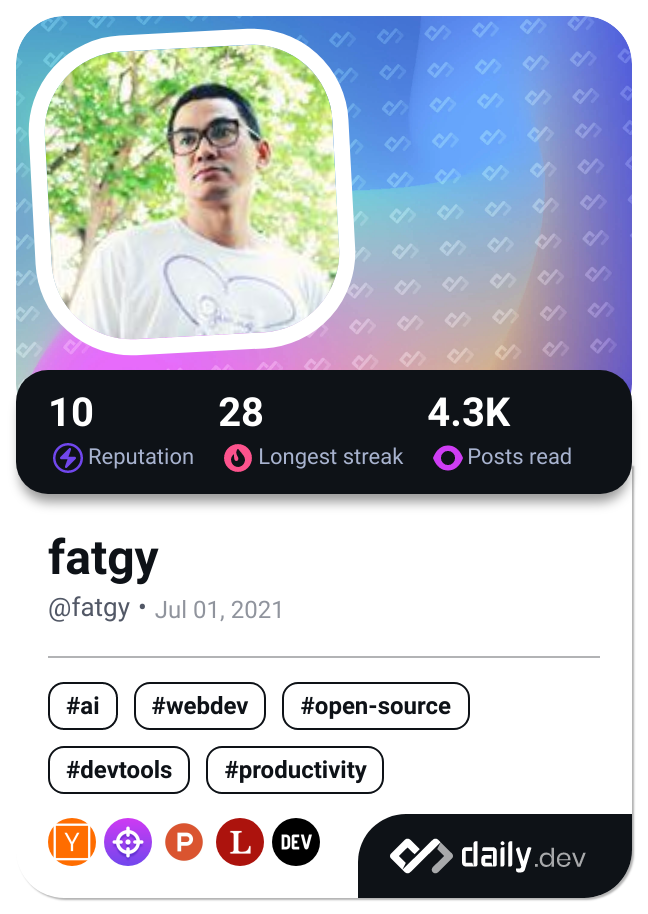 10 28 4.3K
Reputation Longest streak Posts read
fatgy
@fatgy • Jul 01, 2021
#ai #webdev #open-source
#devtools #productivity
Y P L DEV
daily.dev